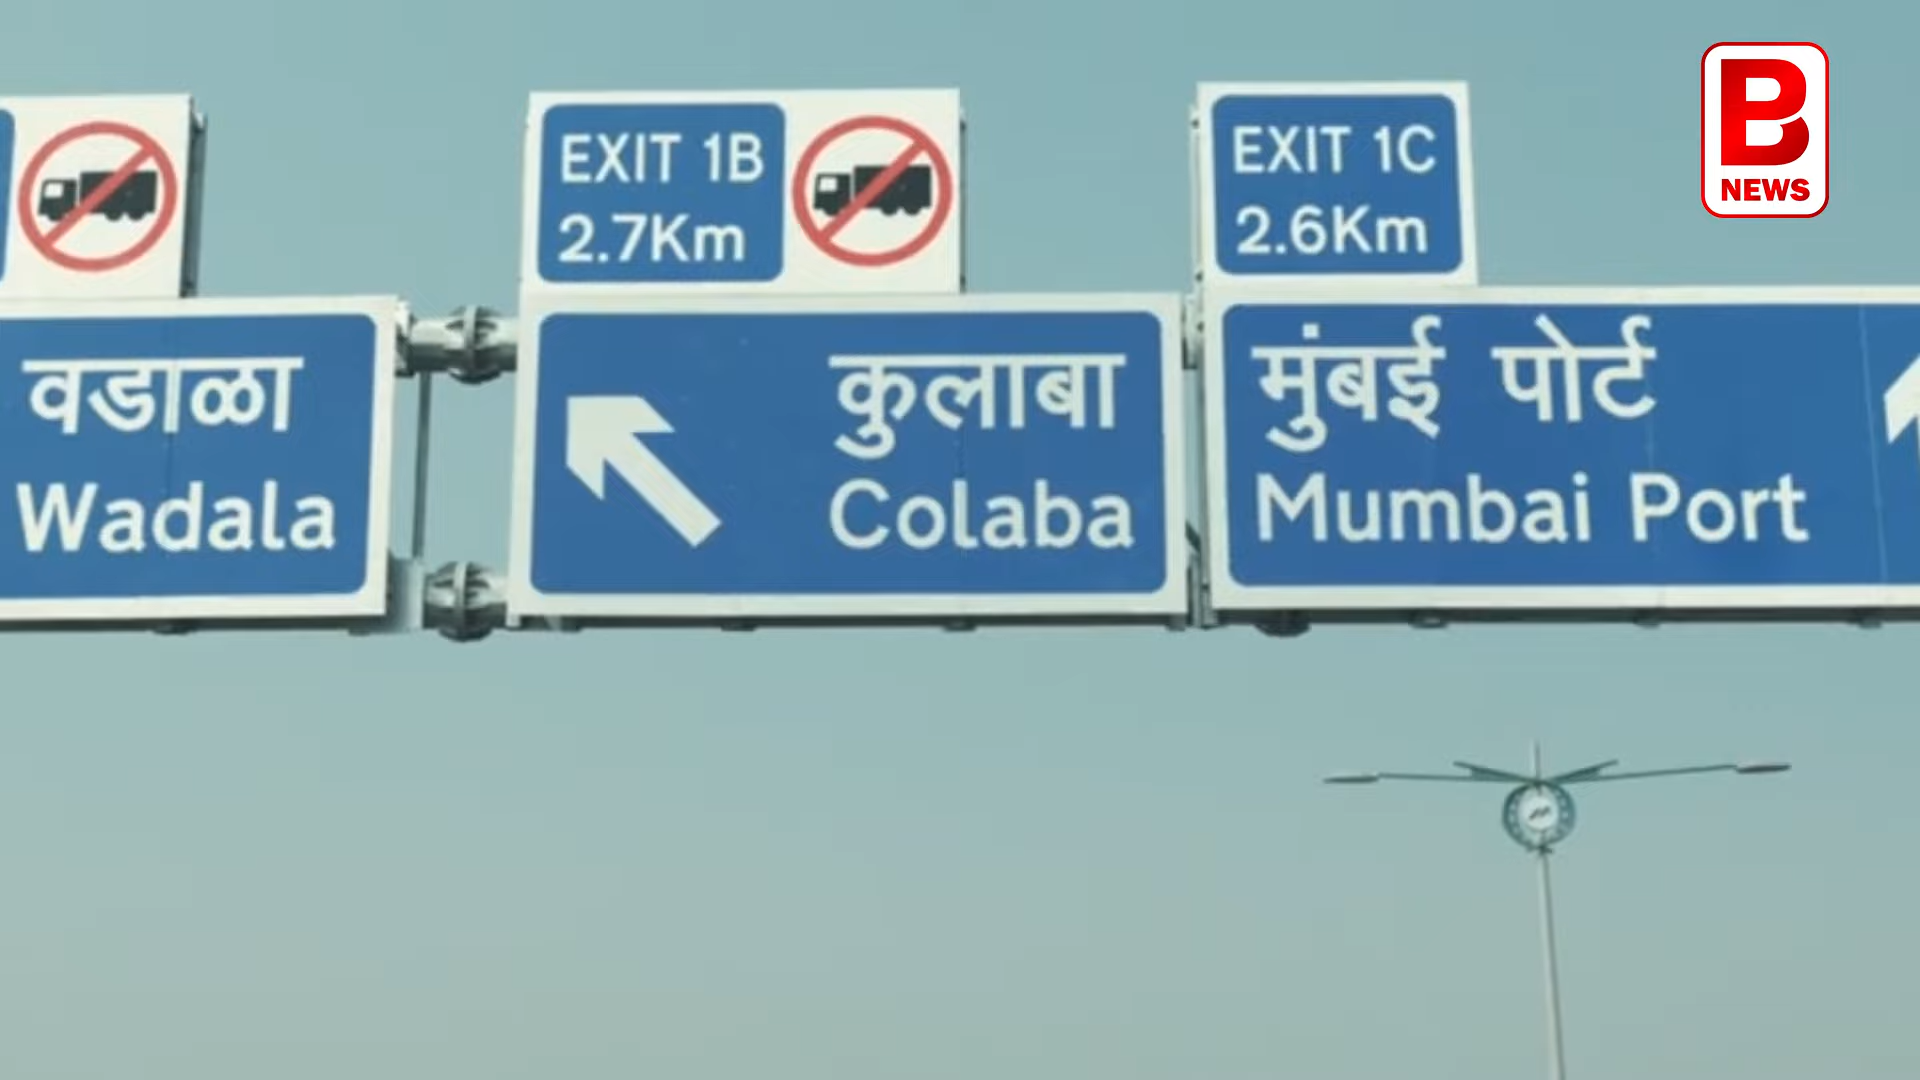 वडाळा
Wadala
EXIT 1B
2.7Km
कुलाबा
Colaba
EXIT 1C
2.6Km
मुंबई पोर्ट
Mumbai Port
B
NEWS